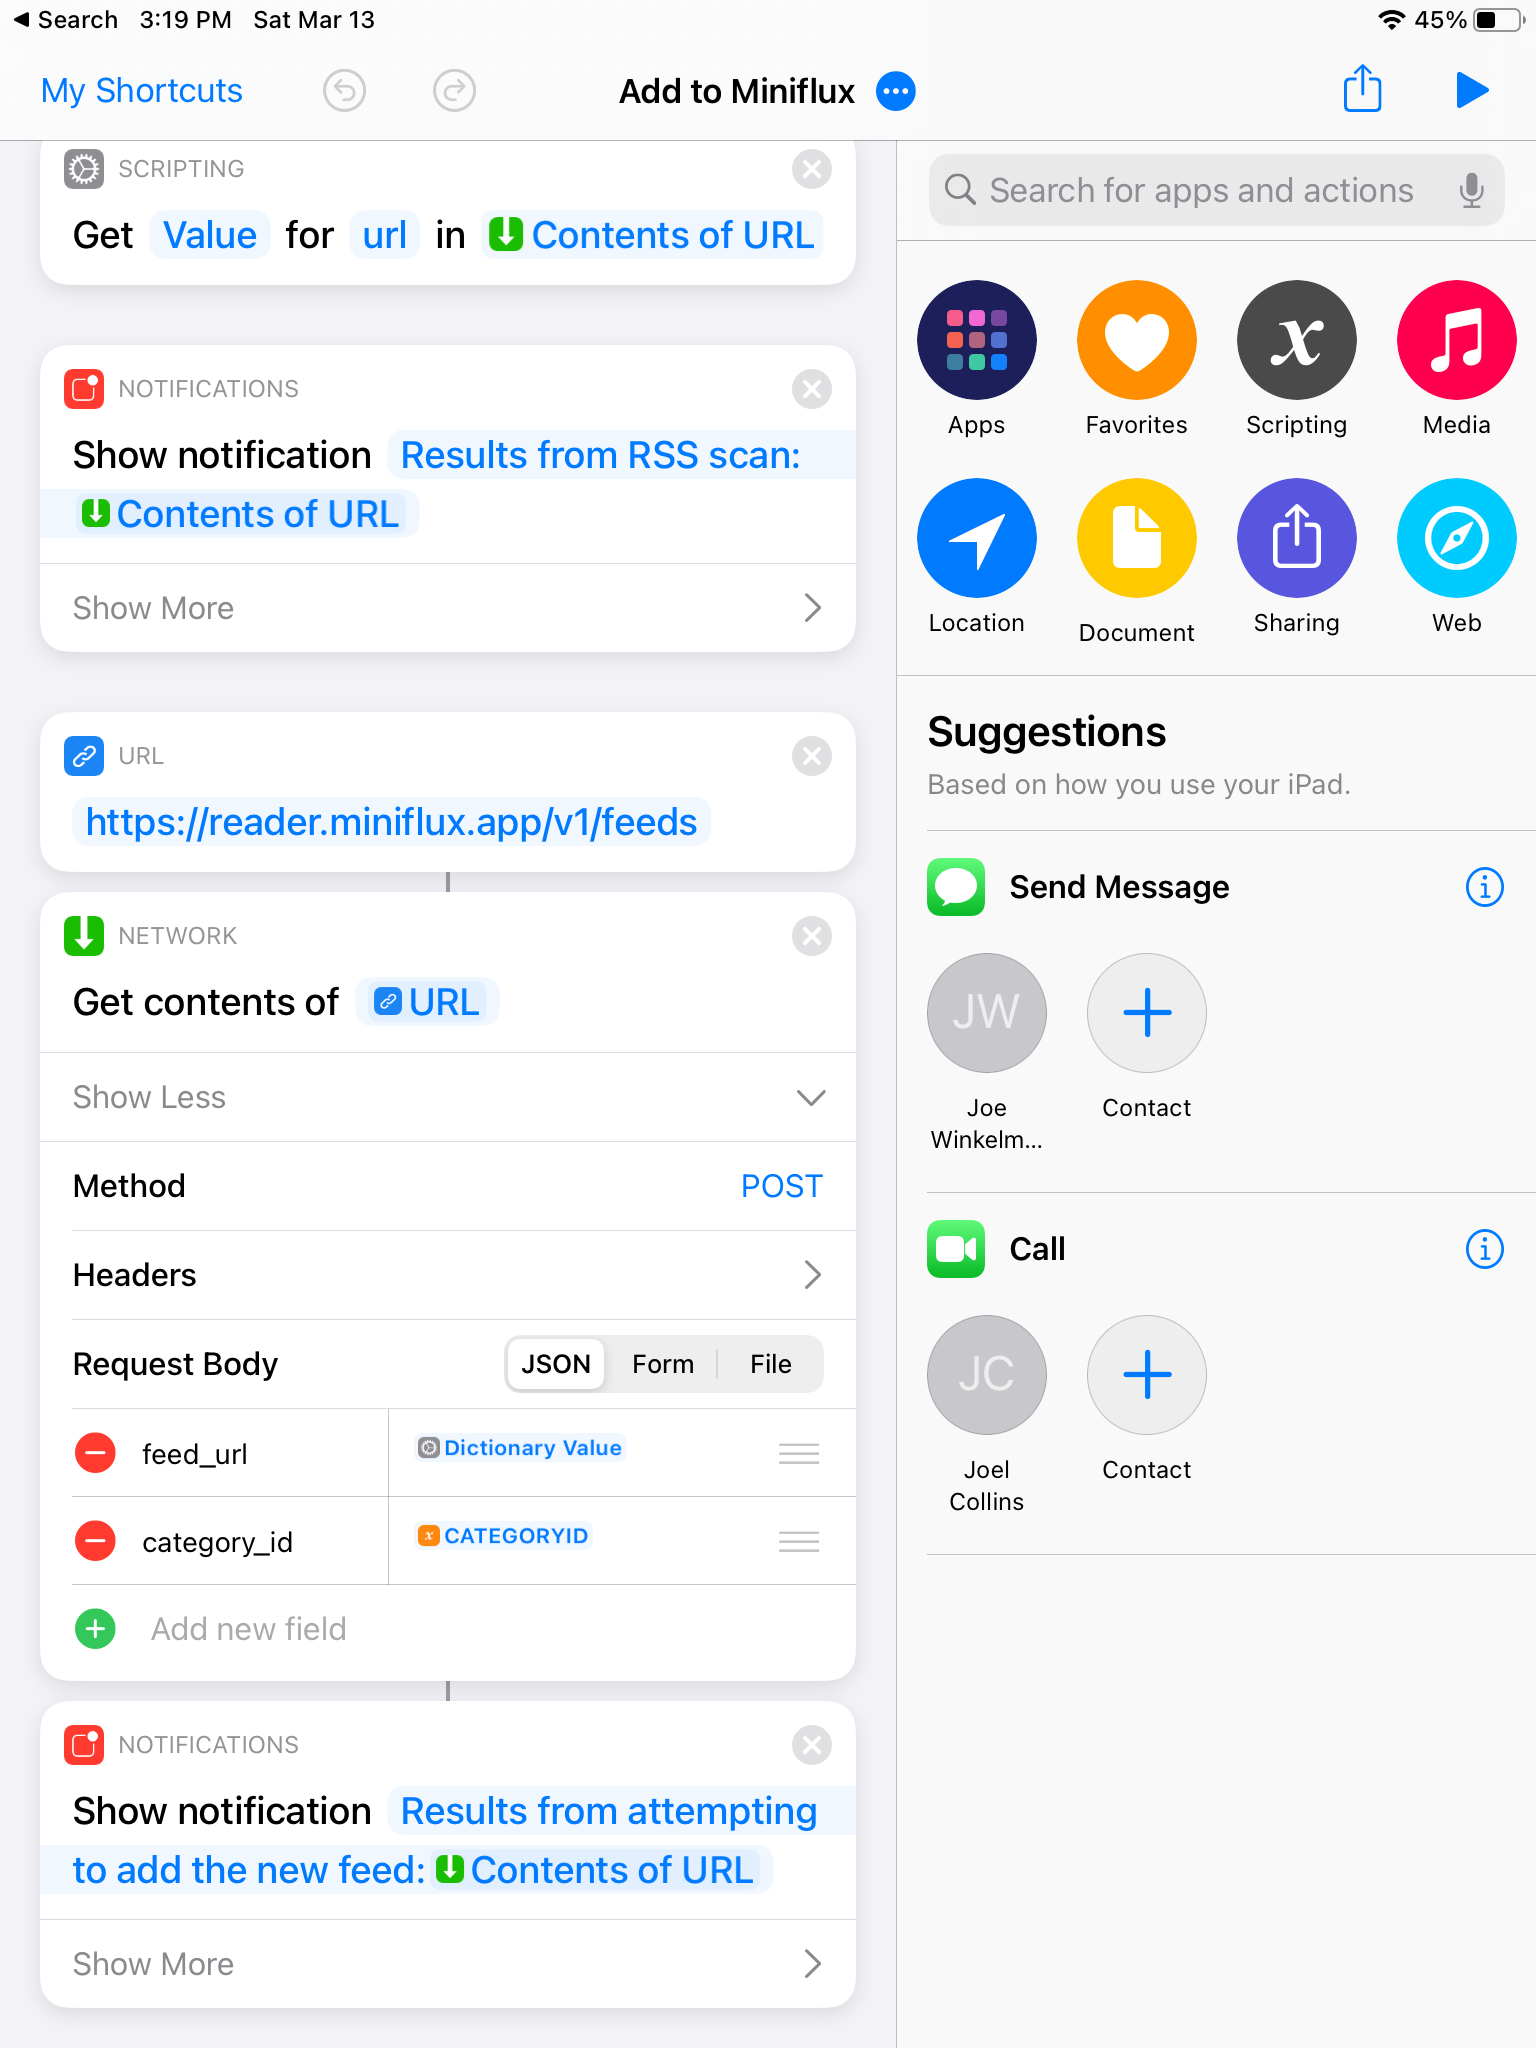 Search 3:19 PM Sat Mar 13 45%
My Shortcuts Add to Miniflux
SCRIPTING
Get Value for url in Contents of URL
NOTIFICATIONS
Show notification Results from RSS scan:
Contents of URL
Show More
URL
https://reader.miniflux.app/v1/feeds
NETWORK
Get contents of URL
Show Less
Method POST
Headers
Request Body JSON Form File
feed_url Dictionary Value
category_id CATEGORYID
Add new field
NOTIFICATIONS
Show notification Results from attempting
to add the new feed: Contents of URL
Show More
Search for apps and actions
Apps Favorites Scripting Media
Location Document Sharing Web
Suggestions
Based on how you use your iPad.
Send Message
JW
Joe Contact
Winkelm...
Call
JC
Joel Contact
Collins